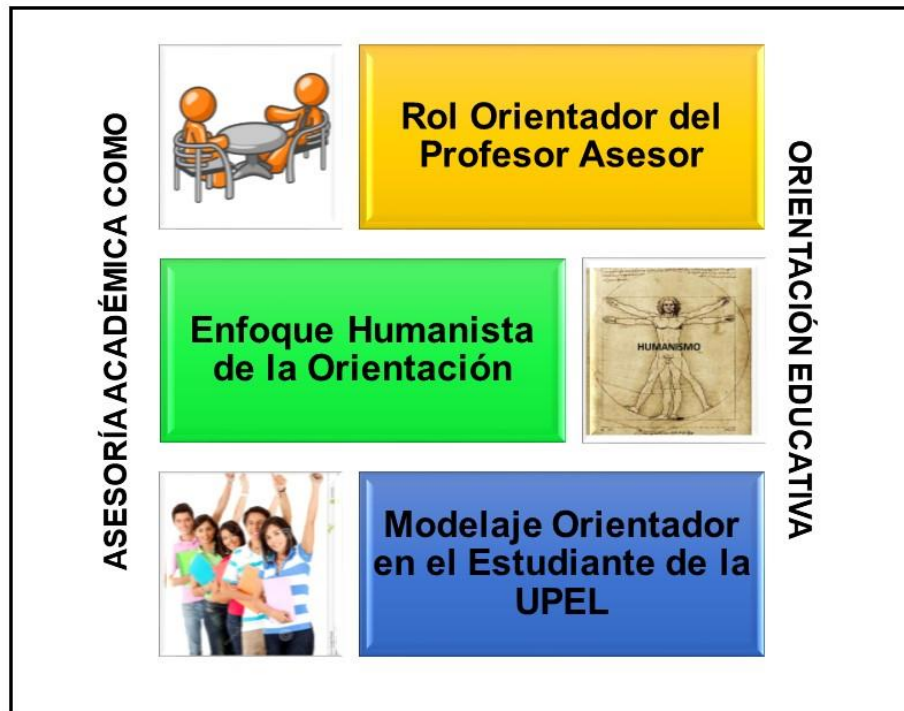 ASESORÍA ACADÉMICA COMO
Rol Orientador del
Profesor Asesor
Enfoque Humanista
de la Orientación
HUMANISMO
Modelaje Orientador
en el Estudiante de la
UPEL
ORIENTACIÓN EDUCATIVA